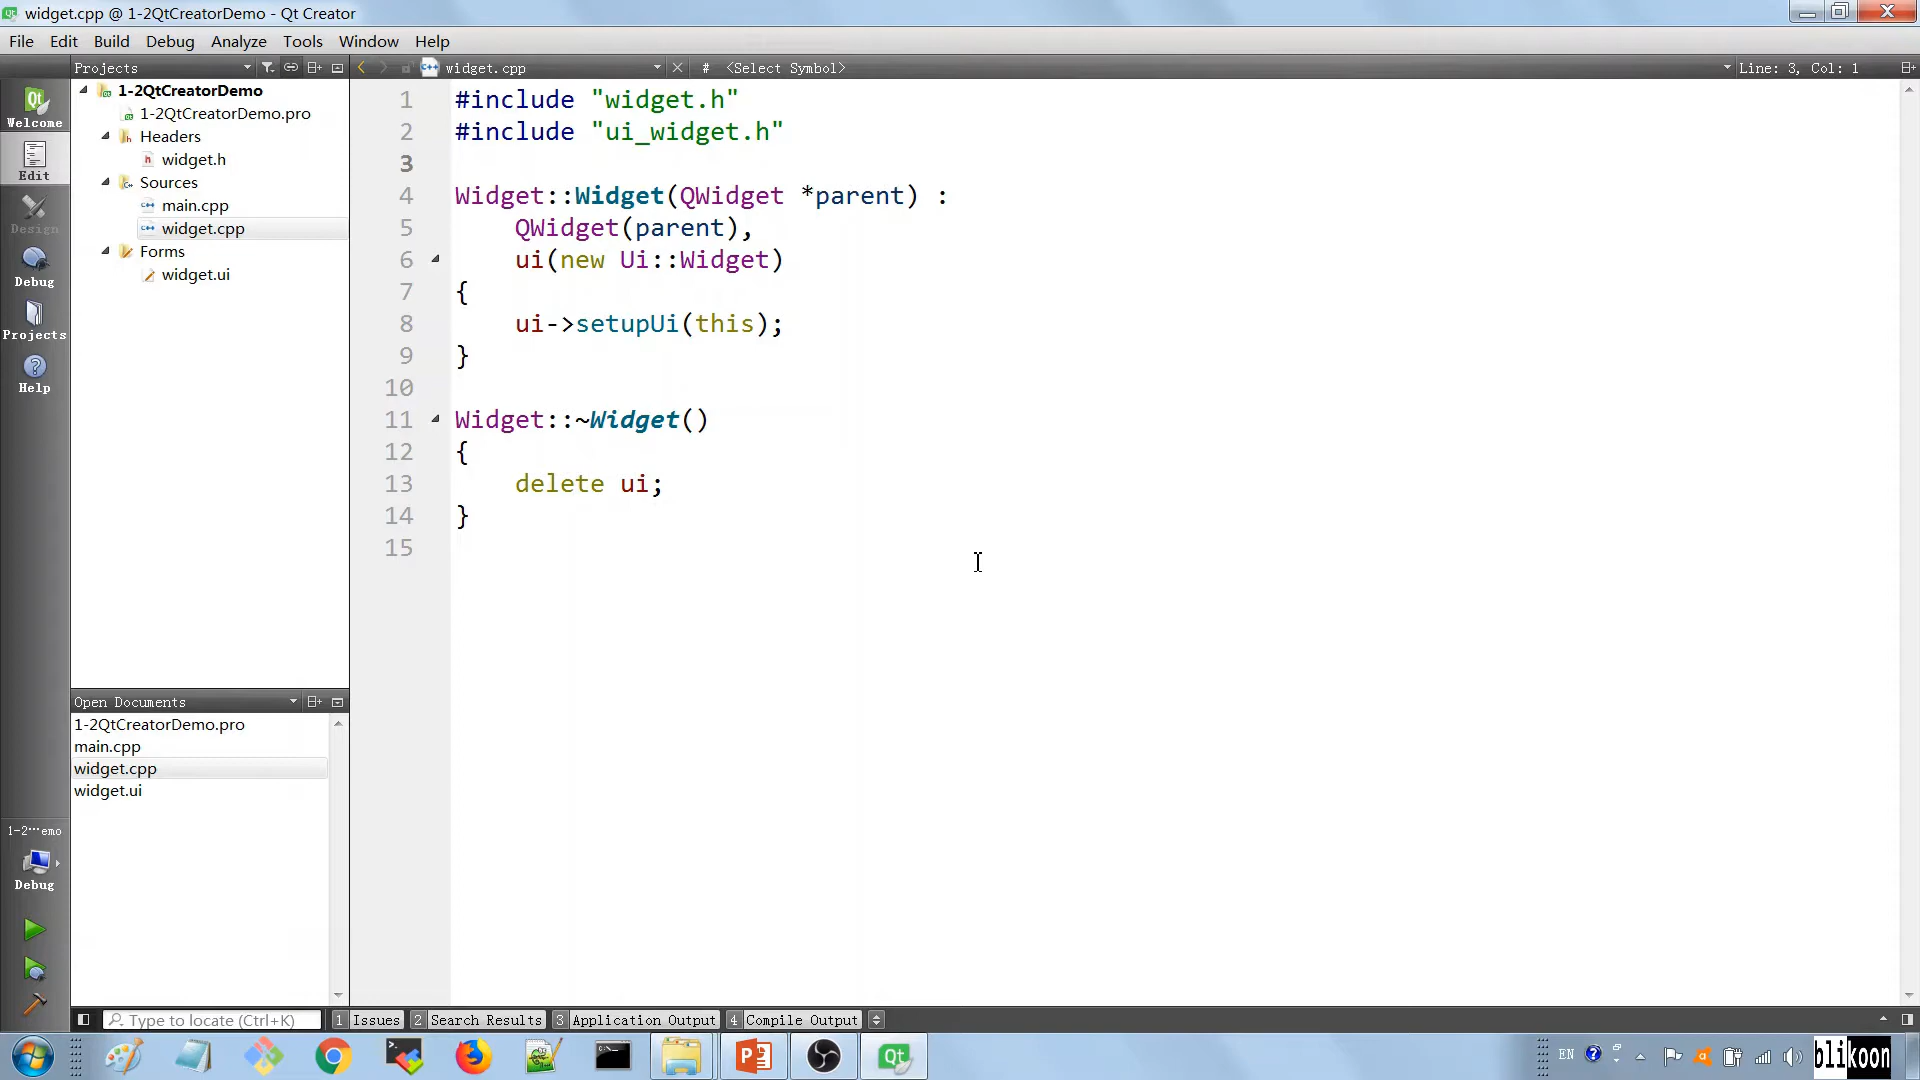 widget.cpp @ 1-2QtCreatorDemo - Qt Creator
File Edit Build Debug Analyze Tools Window Help
Projects widget.cpp # <Select Symbol> Line: 3, Col: 1
Welcome
Edit
Design
Debug
Projects
Help
1-2QtCreatorDemo
1-2QtCreatorDemo.pro
Headers
widget.h
Sources
main.cpp
widget.cpp
Forms
widget.ui
1 #include "widget.h"
2 #include "ui_widget.h"
3
4 Widget::Widget(QWidget *parent) :
5 QWidget(parent),
6 ui(new Ui::Widget)
7 {
8 ui->setupUi(this);
9 }
10
11 Widget::~Widget()
12 {
13 delete ui;
14 }
15
Open Documents
1-2QtCreatorDemo.pro
main.cpp
widget.cpp
widget.ui
1-2···emo
Debug
Type to locate (Ctrl+K) 1 Issues 2 Search Results 3 Application Output 4 Compile Output
EN
blikoon